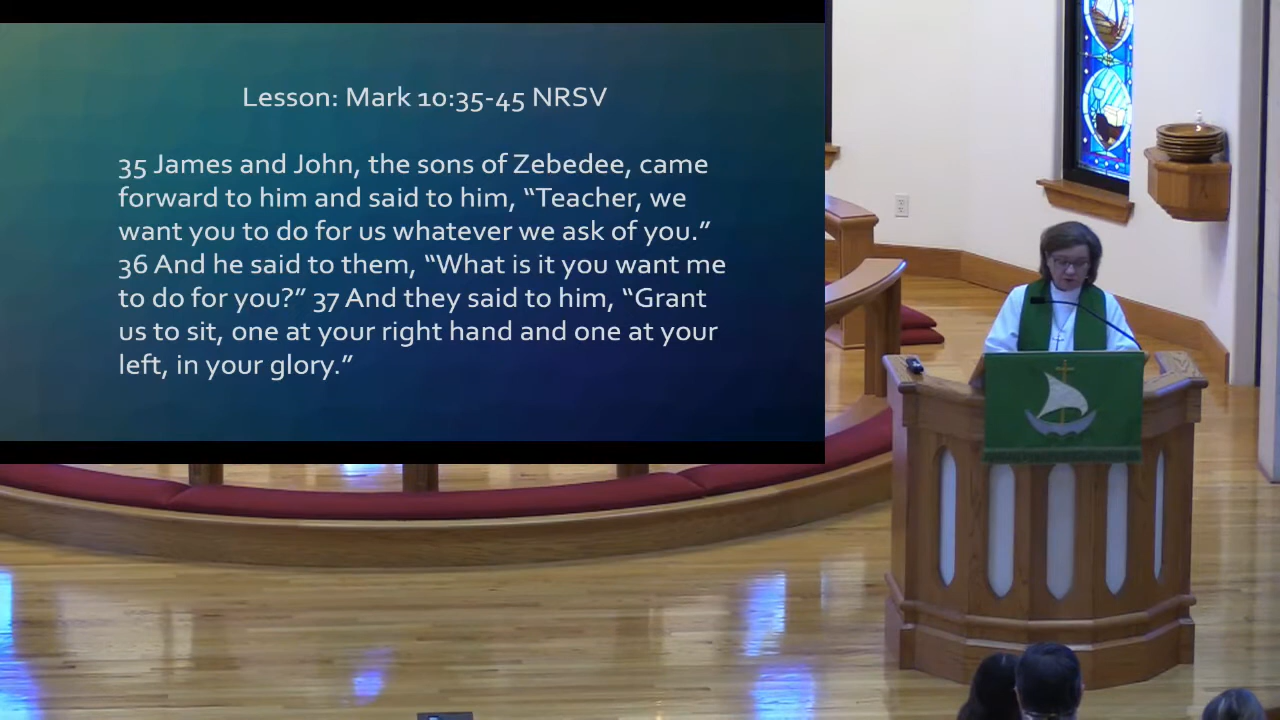 Lesson: Mark 10:35-45 NRSV
35 James and John, the sons of Zebedee, came
forward to him and said to him, “Teacher, we
want you to do for us whatever we ask of you.”
36 And he said to them, “What is it you want me
to do for you?” 37 And they said to him, “Grant
us to sit, one at your right hand and one at your
left, in your glory.”